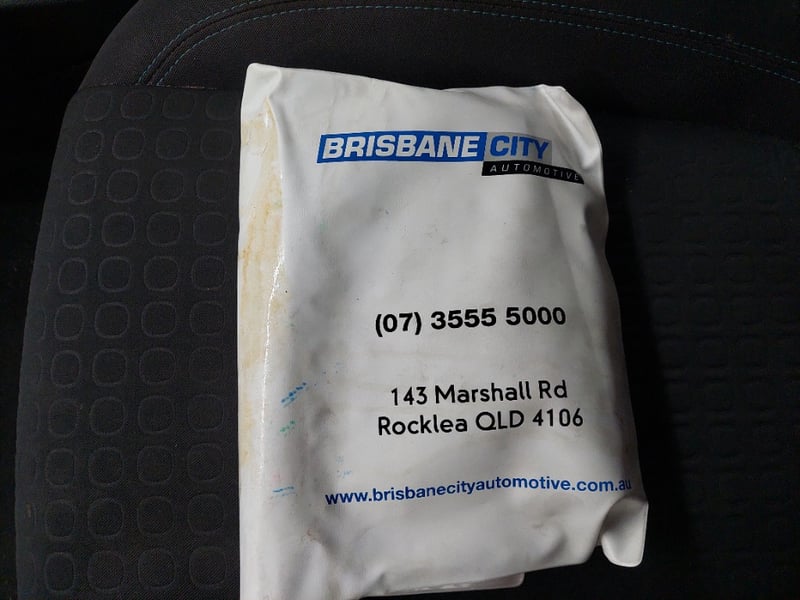 BRISBANE CITY
AUTOMOTIVE
(07) 3555 5000
143 Marshall Rd
Rocklea QLD 4106
www.brisbanecityautomotive.com.au